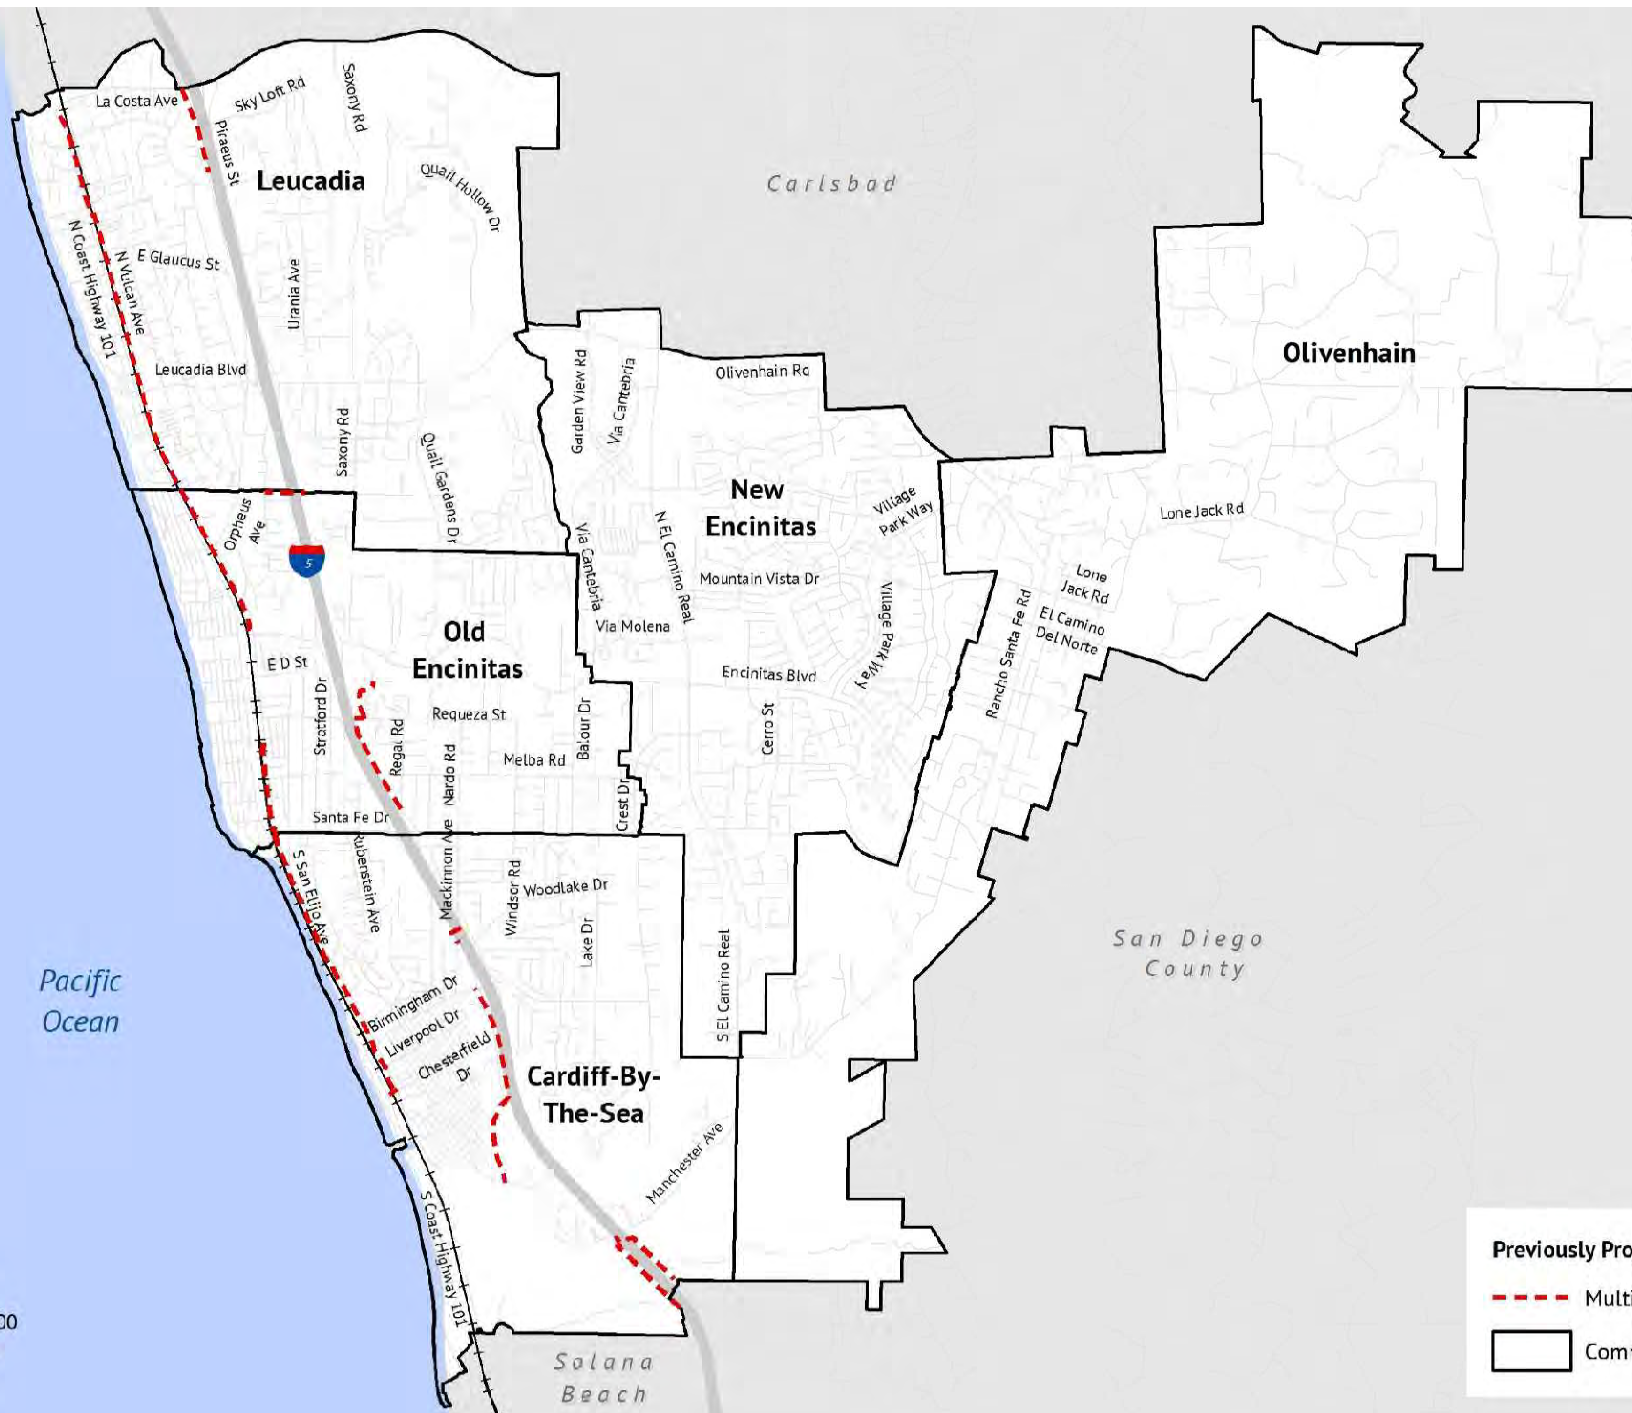 La Costa Ave
Sky Loft Rd
Saxony Rd
Piraeus St
Leucadia
Quail Hollow Dr
Carlsbad
N Coast Highway 101
N Vulcan Ave
E Glaucus St
Urania Ave
Leucadia Blvd
Saxony Rd
Quail Gardens Dr
Garden View Rd
Via Cantebria
Olivenhain Rd
Olivenhain
New
Encinitas
Village
Park Way
Lone Jack Rd
Orpheus
Ave
5
Via Cantebria
N El Camino Real
Mountain Vista Dr
Village Park Way
Lone
Jack Rd
El Camino
Del Norte
Rancho Santa Fe Rd
Via Molena
Old
Encinitas
E D St
Encinitas Blvd
Stratford Dr
Regal Rd
Requeza St
Balour Dr
Cerro St
Nardo Rd
Melba Rd
Crest Dr
Santa Fe Dr
S San Elijo Ave
Rubenstein Ave
Mackinnon Ave
Windsor Rd
Woodlake Dr
Lake Dr
S El Camino Real
San Diego
County
Pacific
Ocean
Birmingham Dr
Liverpool Dr
Chesterfield
Dr
Cardiff-By-
The-Sea
Manchester Ave
S Coast Highway 101
Solana
Beach
00
Previously Pro
Multi
Com